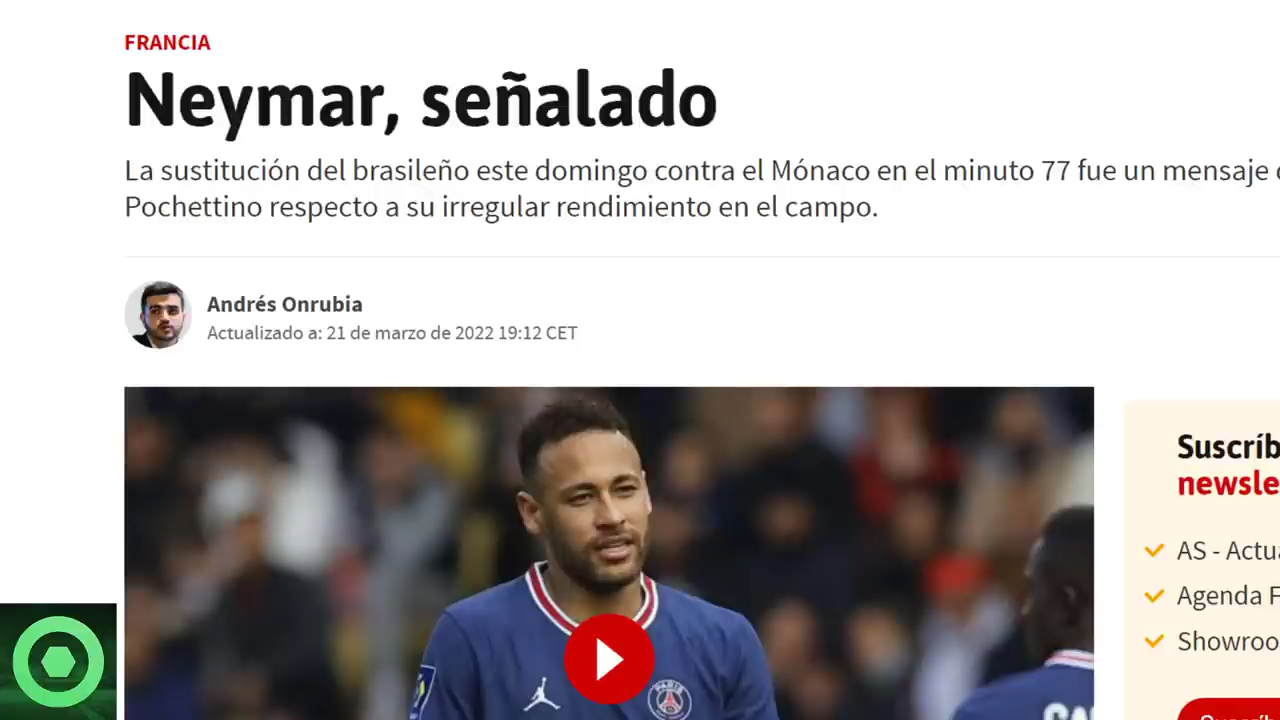 FRANCIA
Neymar, señalado
La sustitución del brasileño este domingo contra el Mónaco en el minuto 77 fue un mensaje
Pochettino respecto a su irregular rendimiento en el campo.
Andrés Onrubia
Actualizado a: 21 de marzo de 2022 19:12 CET
Suscríb
newsle
AS - Actua
Agenda F
Showroo
PARIS